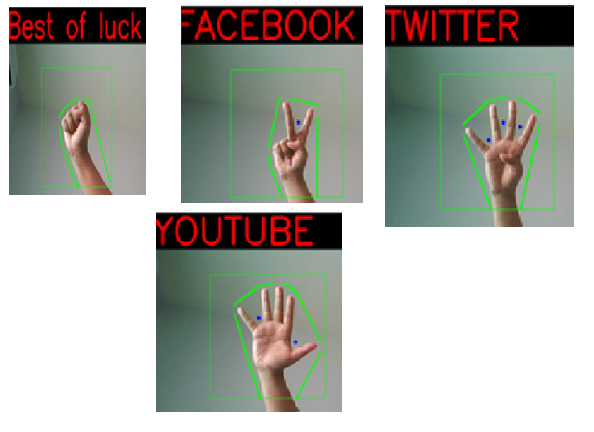 Best of luck
FACEBOOK
TWITTER
YOUTUBE